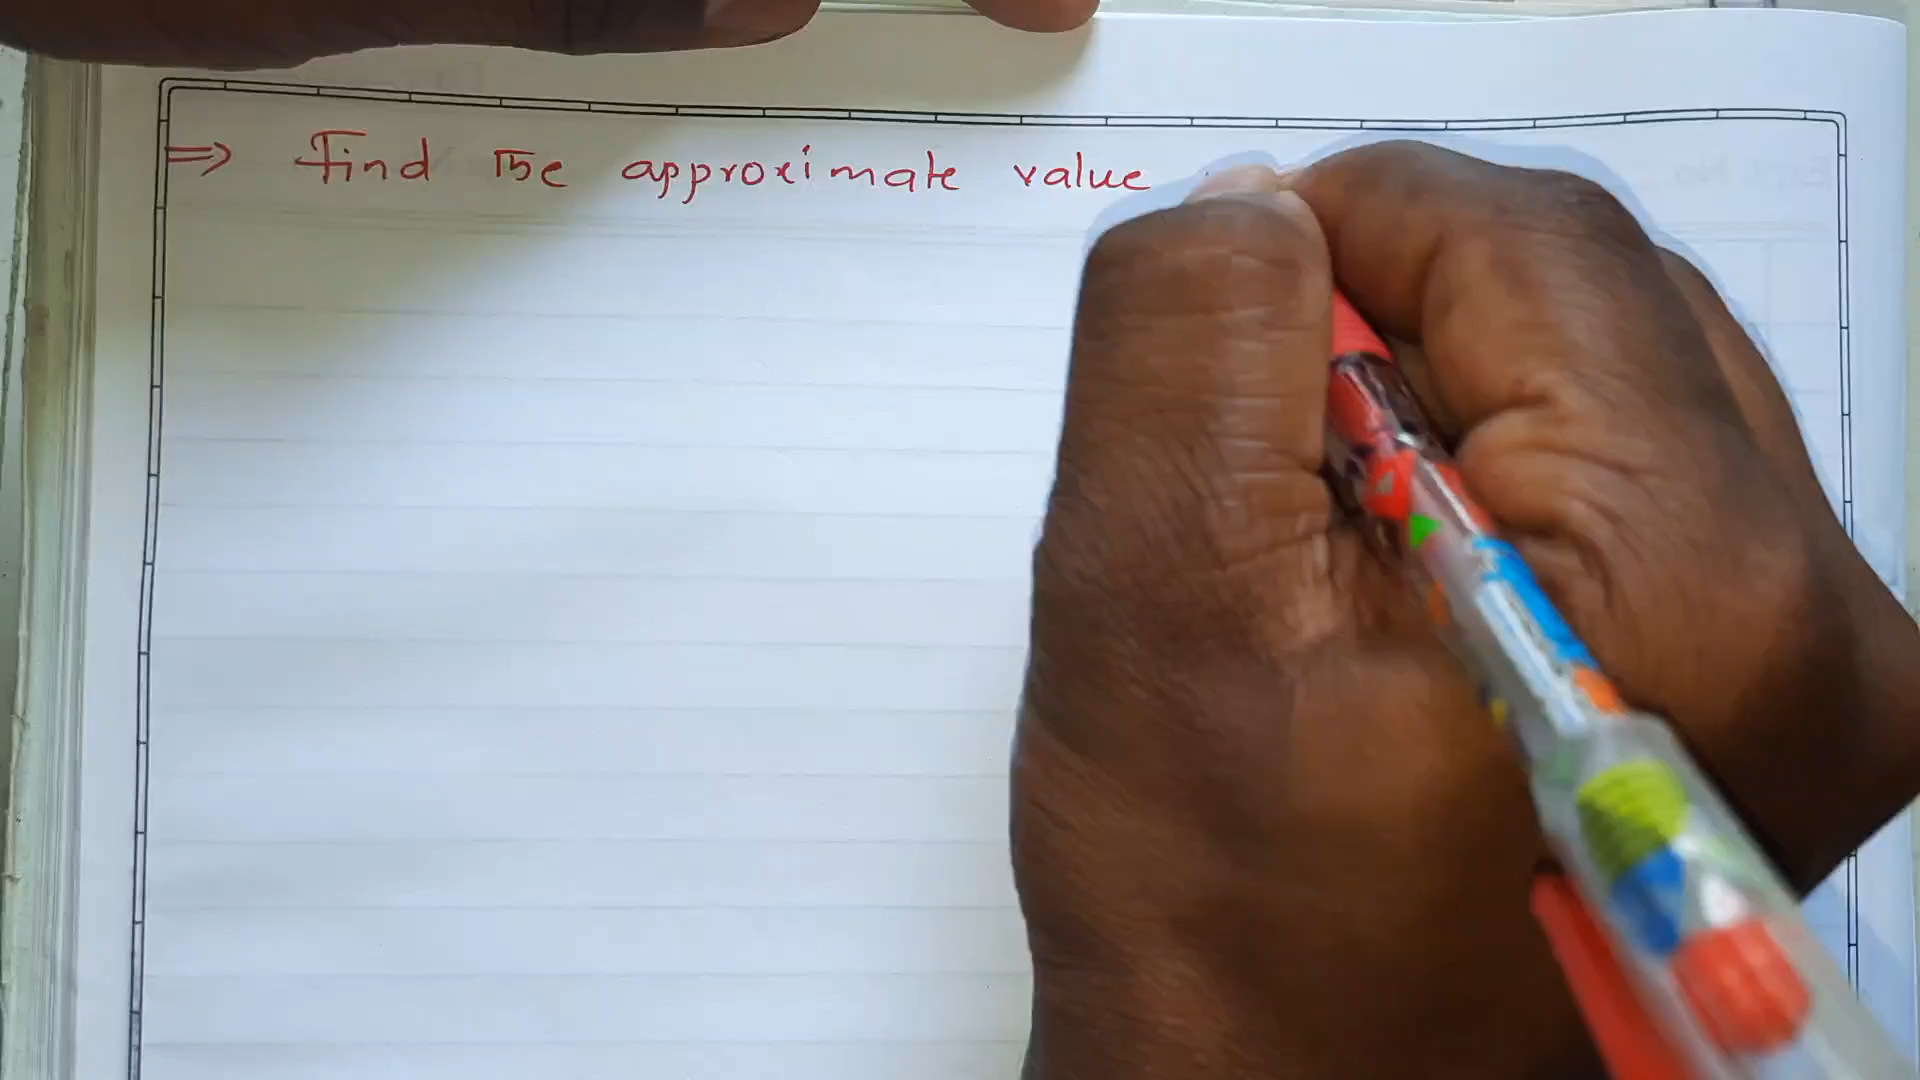 ⇒ Find the approximate value